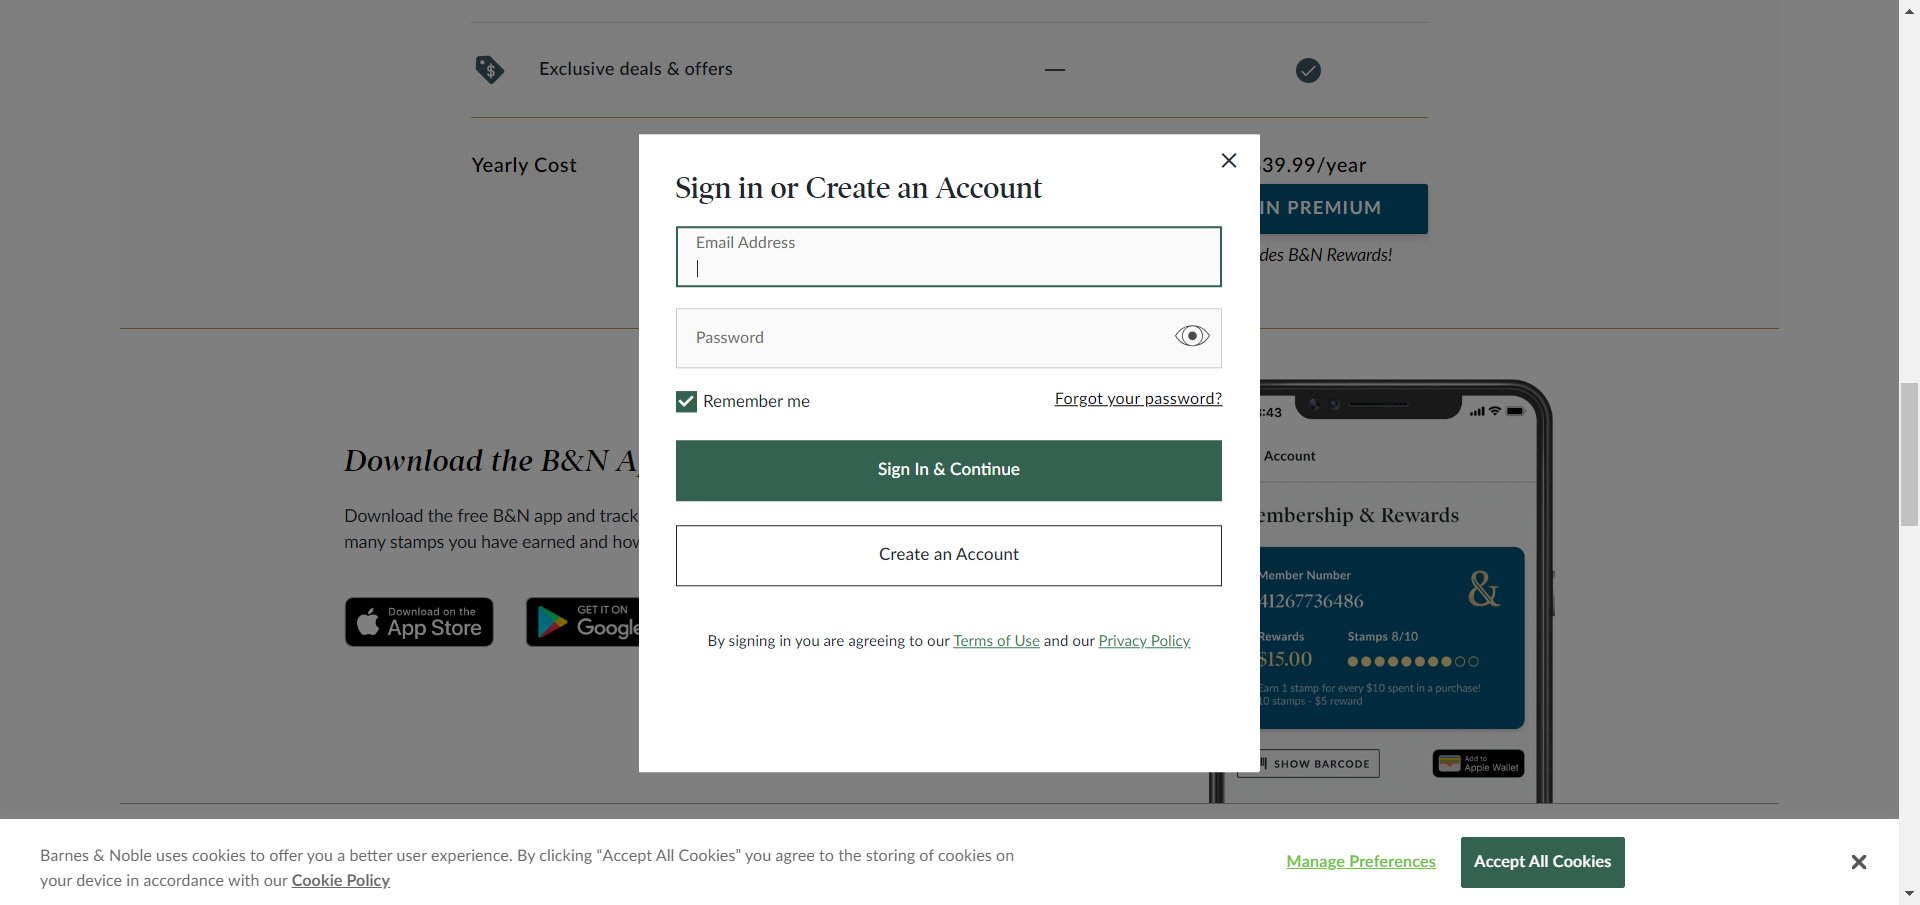 Exclusive deals & offers
Yearly Cost
39.99/year
IN PREMIUM
des B&N Rewards!
Sign in or Create an Account
Email Address
Password
Remember me
Forgot your password?
Sign In & Continue
Create an Account
By signing in you are agreeing to our Terms of Use and our Privacy Policy
Download the B&N A
Download the free B&N app and track
many stamps you have earned and how
Download on the
App Store
GET IT ON
Google
:43
Account
embership & Rewards
Member Number
41267736486
&
Rewards
Stamps 8/10
$15.00
Earn 1 stamp for every $10 spent in a purchase!
10 stamps - $5 reward
SHOW BARCODE
Add to
Apple Wallet
Barnes & Noble uses cookies to offer you a better user experience. By clicking “Accept All Cookies” you agree to the storing of cookies on
your device in accordance with our Cookie Policy
Manage Preferences
Accept All Cookies